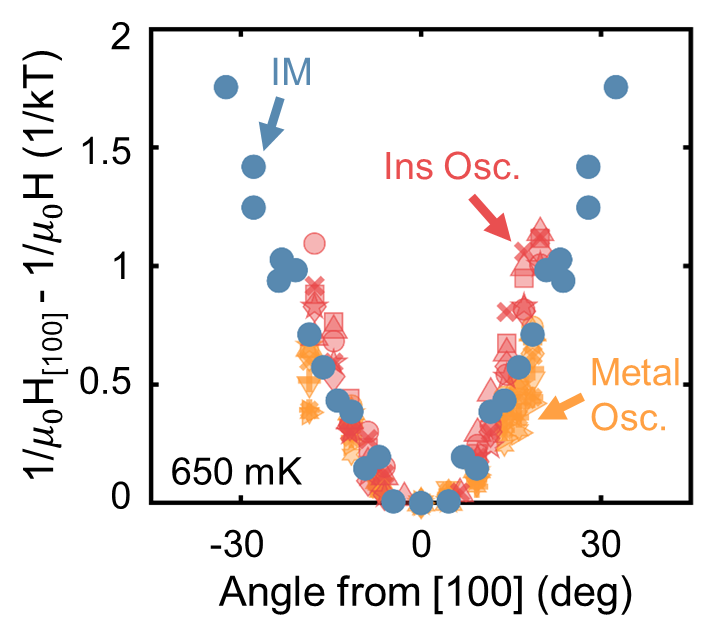 2
1.5
1
0.5
0
1/μ₀H[100] - 1/μ₀H (1/kT)
IM
Ins Osc.
Metal
Osc.
650 mK
-30 0 30
Angle from [100] (deg)